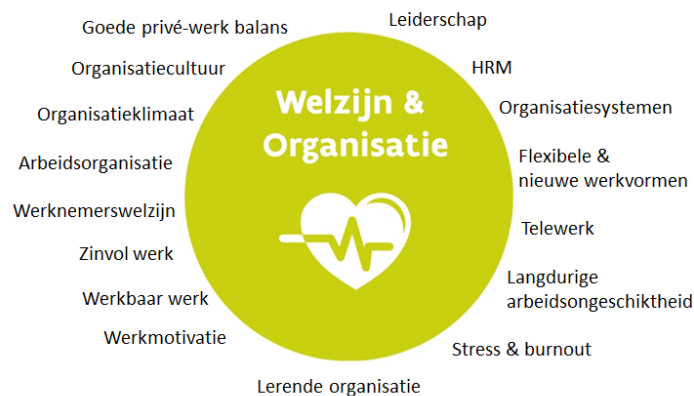 Goede privé-werk balans
Leiderschap
Organisatiecultuur
HRM
Organisatieklimaat
Welzijn &
Organisatie
Organisatiesystemen
Arbeidsorganisatie
Flexibele &
nieuwe werkvormen
Werknemerswelzijn
Telewerk
Zinvol werk
Langdurige
arbeidsongeschiktheid
Werkbaar werk
Werkmotivatie
Stress & burnout
Lerende organisatie